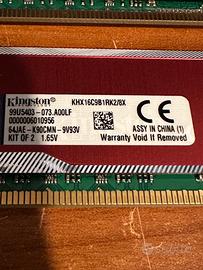 Kingston KHX16C9B1RK2/8X
99U5403-073.A00LF
0000006010956
64JAE-K90CMN-9V93V
KIT OF 2 1.65V
CE
ASSY IN CHINA (1)
Warranty Void If Removed